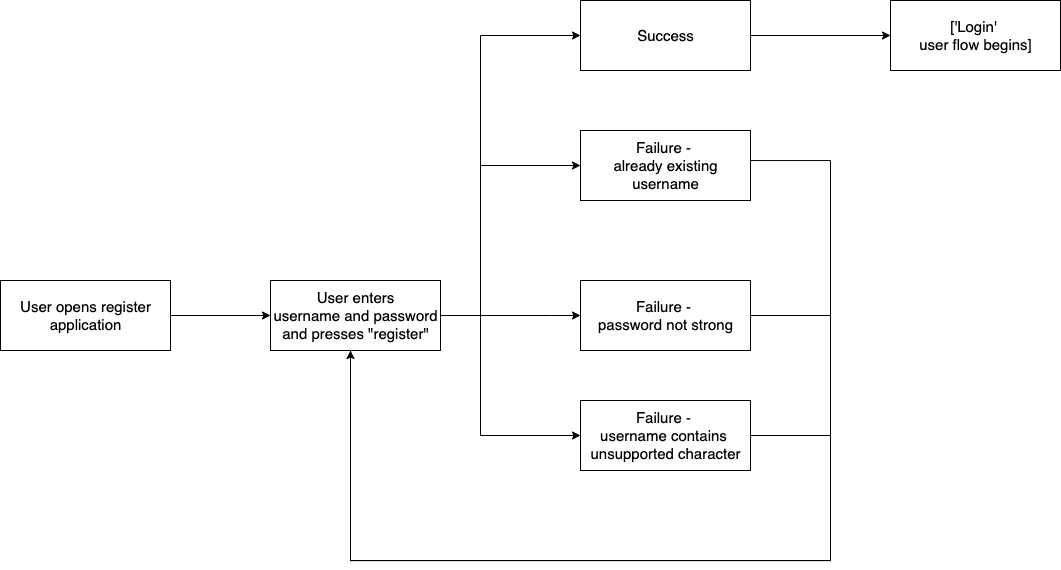 Success
['Login'
user flow begins]
Failure -
already existing
username
User opens register
application
User enters
username and password
and presses "register"
Failure -
password not strong
Failure -
username contains
unsupported character